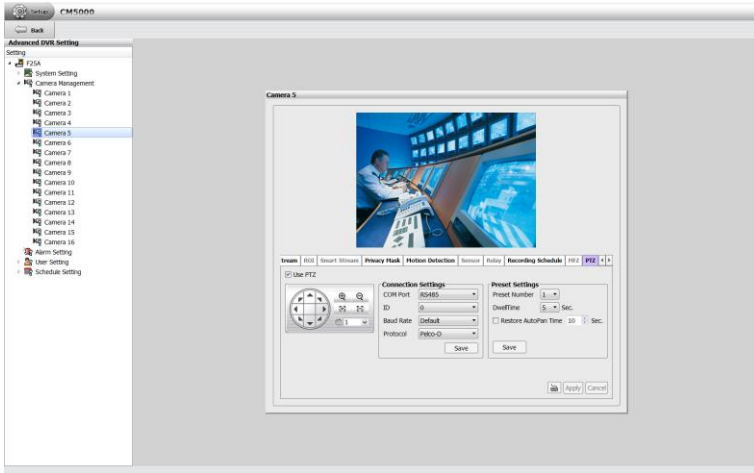 Setup CM5000
Back
Advanced DVR Setting
Setting
F25A
System Setting
Camera Management
Camera 1
Camera 2
Camera 3
Camera 4
Camera 5
Camera 6
Camera 7
Camera 8
Camera 9
Camera 10
Camera 11
Camera 12
Camera 13
Camera 14
Camera 15
Camera 16
Alarm Setting
User Setting
Schedule Setting
Camera 5
tream ROI Smart Stream Privacy Mask Motion Detection Sensor Relay Recording Schedule MFZ PTZ
Use PTZ
1
Connection Settings
COM Port RS485
ID 0
Baud Rate Default
Protocol Pelco-D
Save
Preset Settings
Preset Number 1
DwellTime 5 Sec.
Restore AutoPan Time 10 Sec.
Save
Apply Cancel